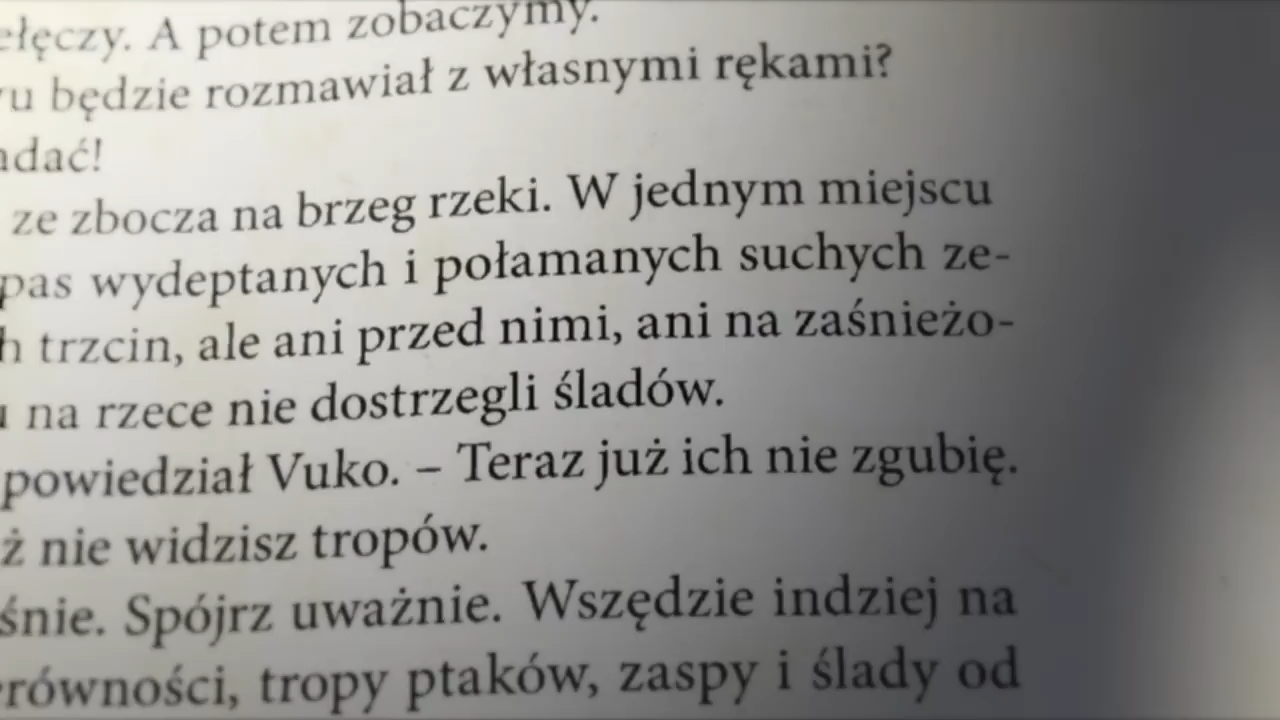 A potem zobaczymy.
będzie rozmawiał z własnymi rękami?
ze zbocza na brzeg rzeki. W jednym miejscu
pas wydeptanych i połamanych suchych ze-
trzcin, ale ani przed nimi, ani na zaśnieżo-
na rzece nie dostrzegli śladów.
powiedział Vuko. – Teraz już ich nie zgubię.
ż nie widzisz tropów.
śnie. Spójrz uważnie. Wszędzie indziej na
równości, tropy ptaków, zaspy i ślady od